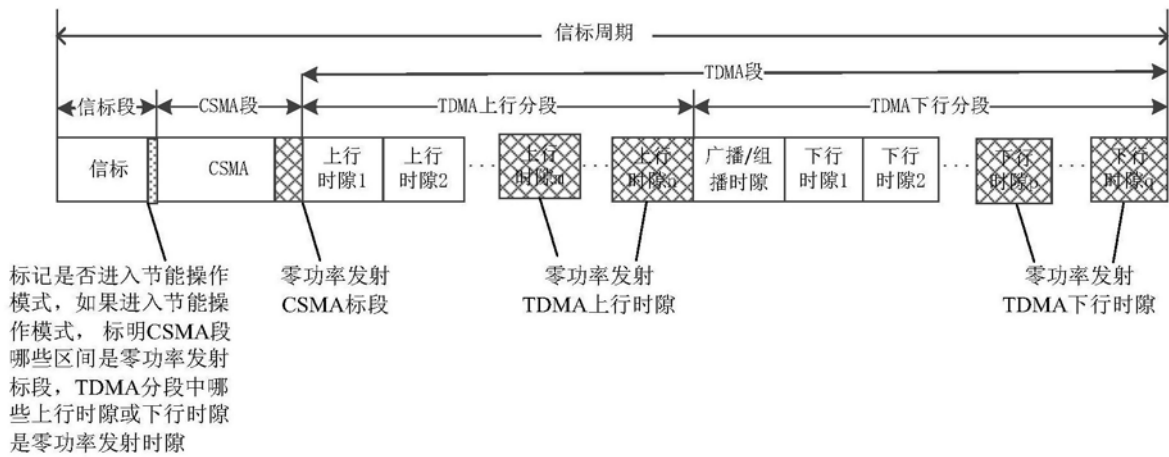 信标周期
TDMA段
信标段
CSMA段
TDMA上行分段
TDMA下行分段
信标
CSMA
上行
时隙1
上行
时隙2
...
上行
时隙m
...
上行
时隙n
广播/组
播时隙
下行
时隙1
下行
时隙2
...
下行
时隙p
...
下行
时隙q
标记是否进入节能操作
模式，如果进入节能操
作模式， 标明CSMA段
哪些区间是零功率发射
标段，TDMA分段中哪
些上行时隙或下行时隙
是零功率发射时隙
零功率发射
CSMA标段
零功率发射
TDMA上行时隙
零功率发射
TDMA下行时隙